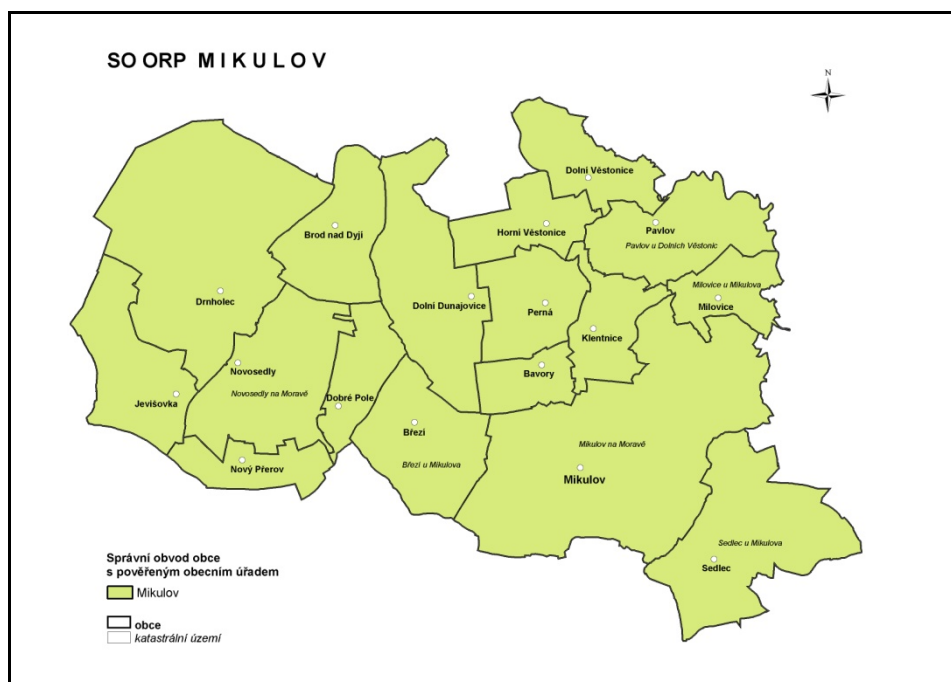 SO ORP M I K U L O V
N
Dolní Věstonice
Brod nad Dyjí
Horní Věstonice
Pavlov
Pavlov u Dolních Věstonic
Milovice u Mikulova
Milovice
Drnholec
Dolní Dunajovice
Perná
Klentnice
Novosedly
Bavory
Jevišovka
Novosedly na Moravě
Dobré Pole
Březí
Mikulov na Moravě
Březí u Mikulova
Nový Přerov
Mikulov
Sedlec u Mikulova
Sedlec
Správní obvod obce
s pověřeným obecním úřadem
Mikulov
obce
katastrální území